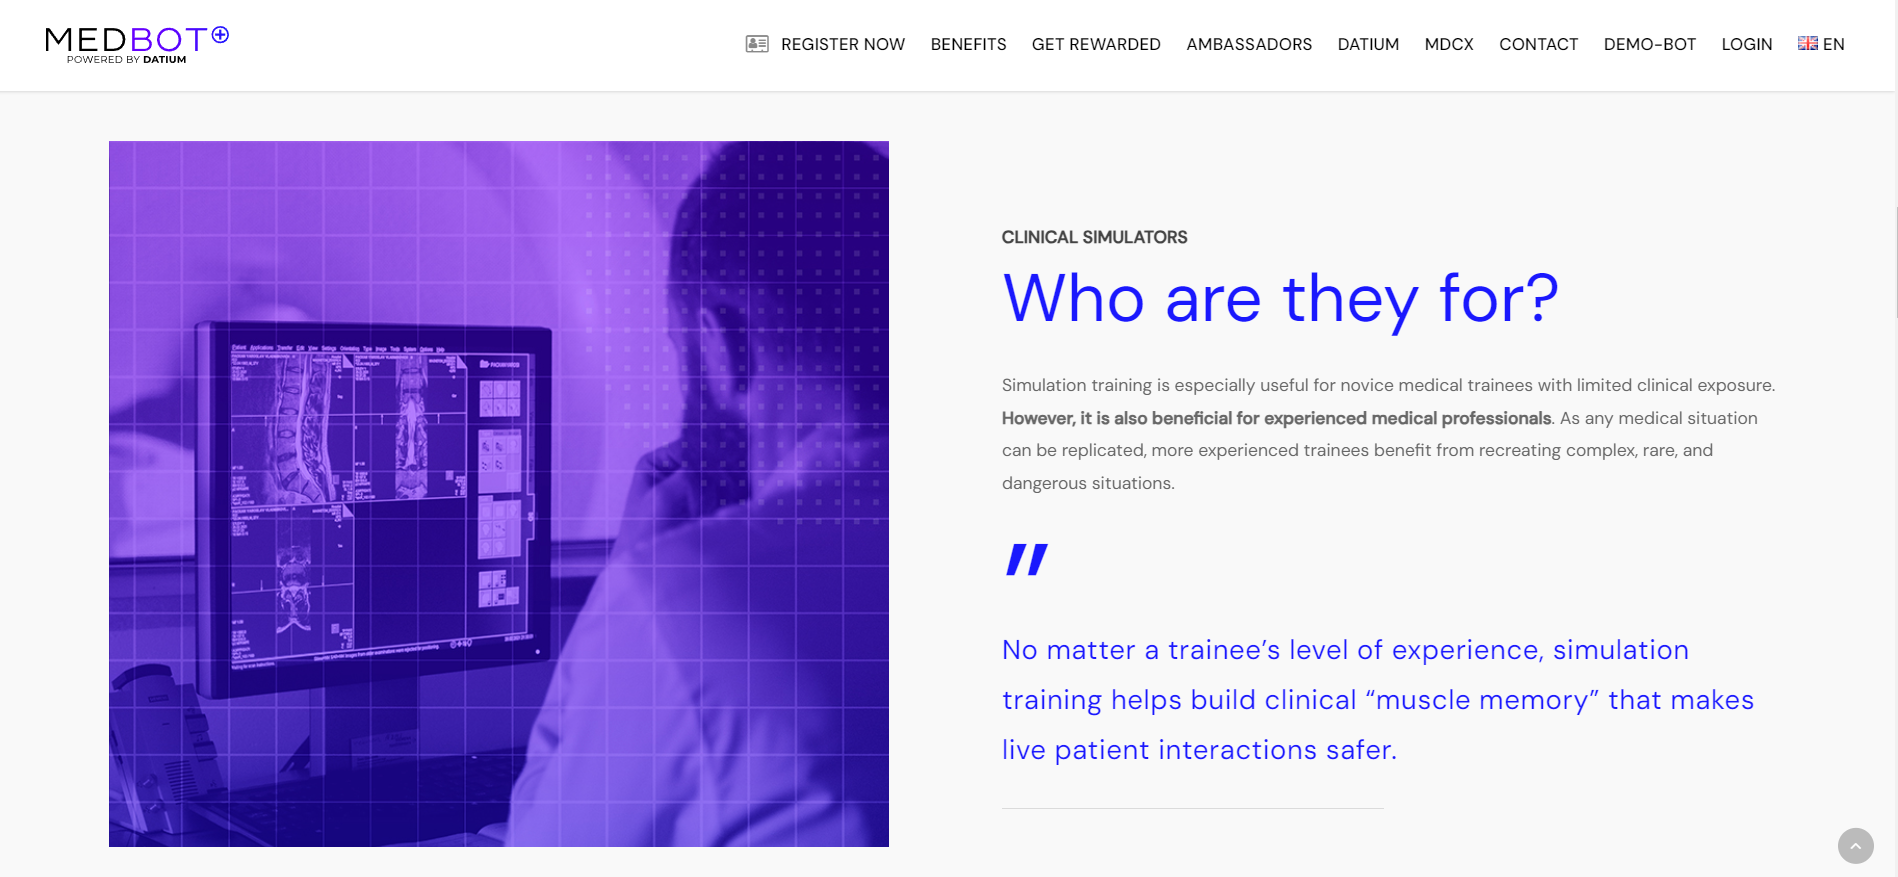 MEDBOT
POWERED BY DATIUM
REGISTER NOW BENEFITS GET REWARDED AMBASSADORS DATIUM MDCX CONTACT DEMO-BOT LOGIN EN
CLINICAL SIMULATORS
Who are they for?
Simulation training is especially useful for novice medical trainees with limited clinical exposure.
However, it is also beneficial for experienced medical professionals. As any medical situation
can be replicated, more experienced trainees benefit from recreating complex, rare, and
dangerous situations.
"
No matter a trainee’s level of experience, simulation
training helps build clinical “muscle memory” that makes
live patient interactions safer.